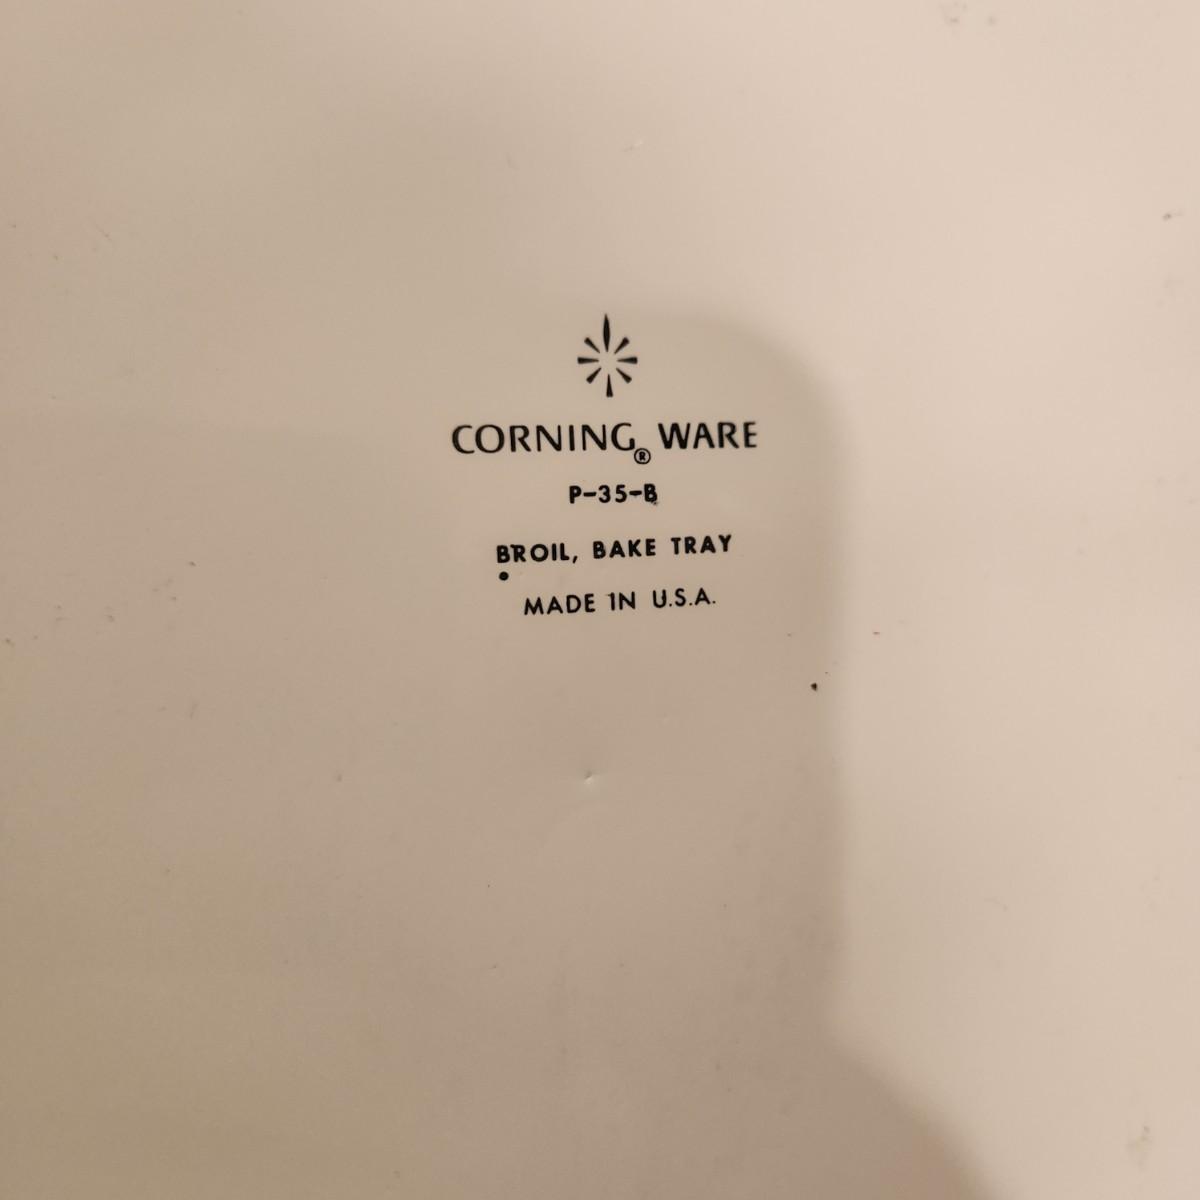 CORNING® WARE
P-35-B
BROIL, BAKE TRAY
MADE IN U.S.A.